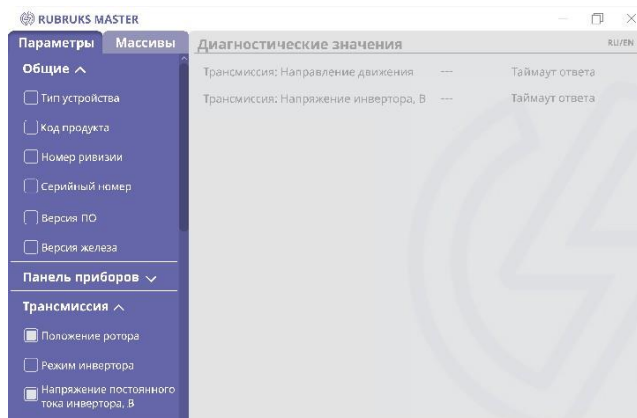 RUBRUKS MASTER
Параметры Массивы
Диагностические значения
RU/EN
Общие
Трансмиссия: Направление движения --- Таймаут ответа
Трансмиссия: Напряжение инвертора, В --- Таймаут ответа
Тип устройства
Код продукта
Номер ривизии
Серийный номер
Версия ПО
Версия железа
Панель приборов
Трансмиссия
Положение ротора
Режим инвертора
Напряжение постоянного
тока инвертора, В